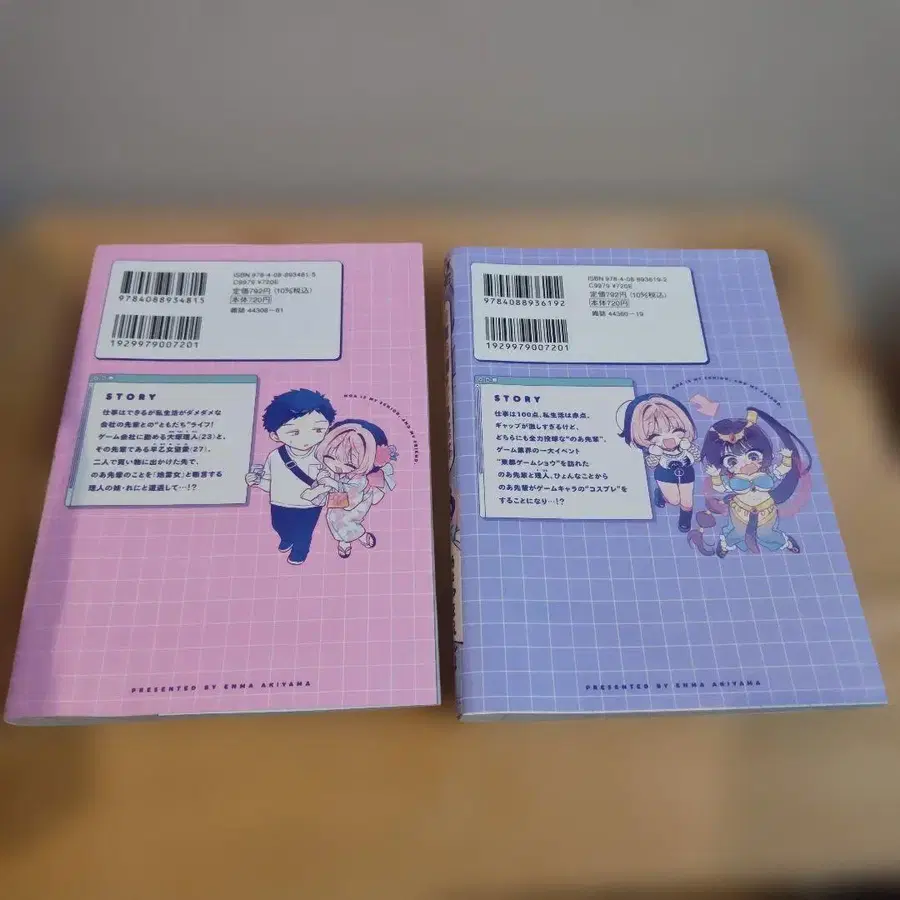 9784088934815
1929979007201
ISBN 978-4-08-893481-5
C9979 ¥720E
定価792円 (10%税込)
本体720円
雑誌 44308-81
STORY
仕事はできるが私生活がダメダメな
会社の先輩との“ともだち”ライフ!
ゲーム会社に勤める犬塚理人(23)と、
その先輩である早乙女望愛(27)。
二人で買い物に出かけた先で、
のあ先輩のことを「地雷女」と断言する
理人の妹・れにと遭遇して…!?
NOA IS MY SENIOR, AND MY FRIEND.
PRESENTED BY ENMA AKIYAMA
9784088936192
1929979007201
ISBN 978-4-08-893619-2
C9979 ¥720E
定価792円 (10%税込)
本体720円
雑誌 44380-19
STORY
仕事は100点、私生活は赤点。
ギャップが激しすぎるけど、
どちらにも全力投球な“のあ先輩”。
ゲーム業界の一大イベント
“東都ゲームショウ”を訪れた
のあ先輩と理人、ひょんなことから
のあ先輩がゲームキャラの“コスプレ”を
することになり…!?
NOA IS MY SENIOR, AND MY FRIEND.
PRESENTED BY ENMA AKIYAMA